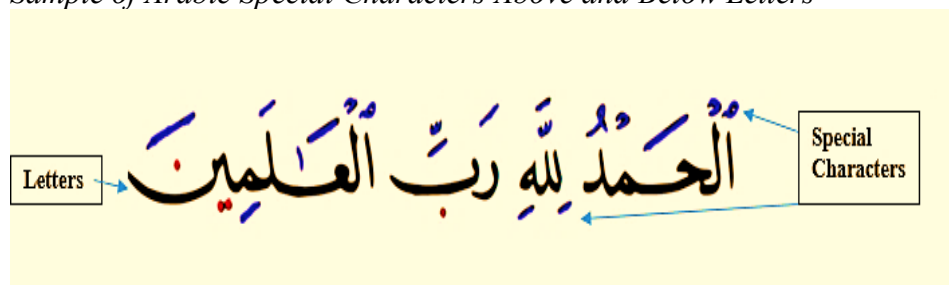 Sample of Arabic Special Characters Above and Below Letters
ٱلْحَمْدُ لِلَّهِ رَبِّ ٱلْعَـٰلَمِينَ
Special
Characters
Letters